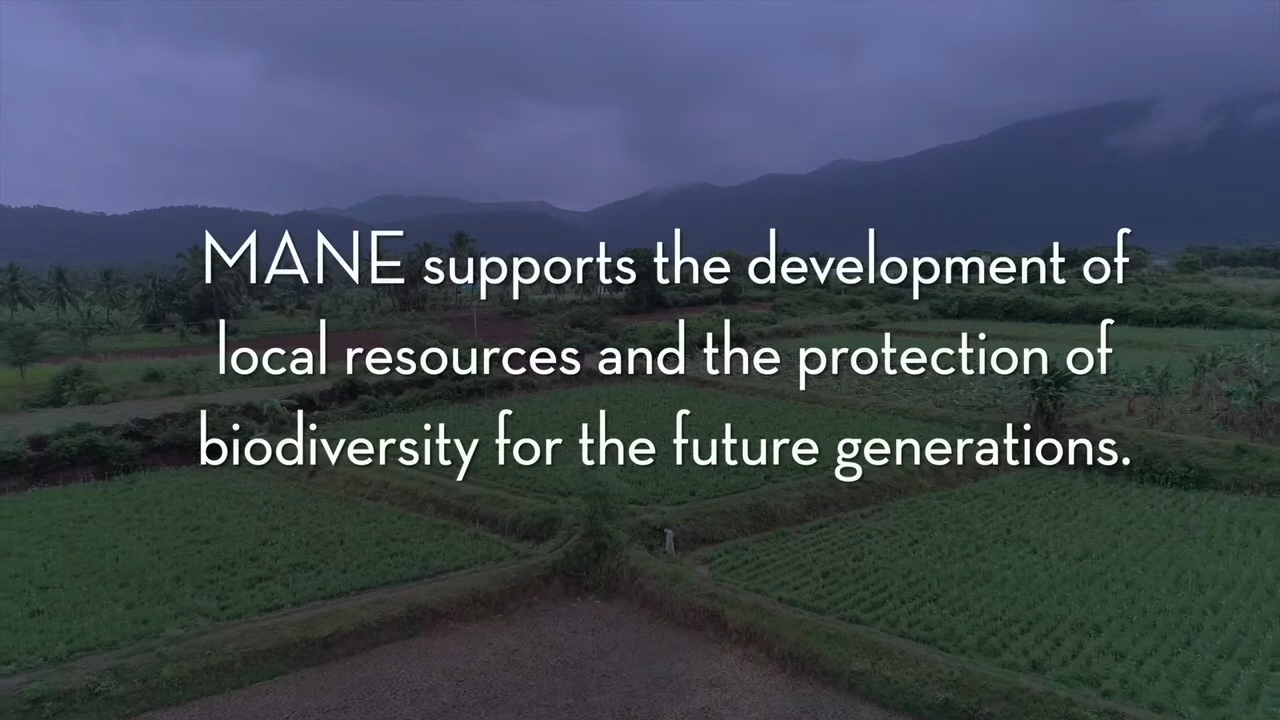 MANE supports the development of
local resources and the protection of
biodiversity for the future generations.